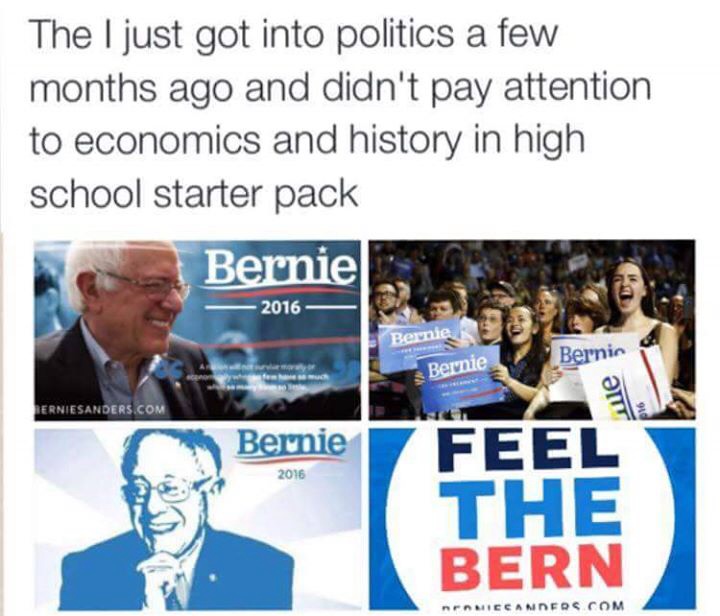 The I just got into politics a few
months ago and didn't pay attention
to economics and history in high
school starter pack
Bernie
2016
A nation will not survive morally or
economically when so few have so much
while so many have so little.
BERNIESANDERS.COM
Bernie
Bernie
Bernie
Bernie
2016
FEEL
THE
BERN
BERNIESANDERS.COM